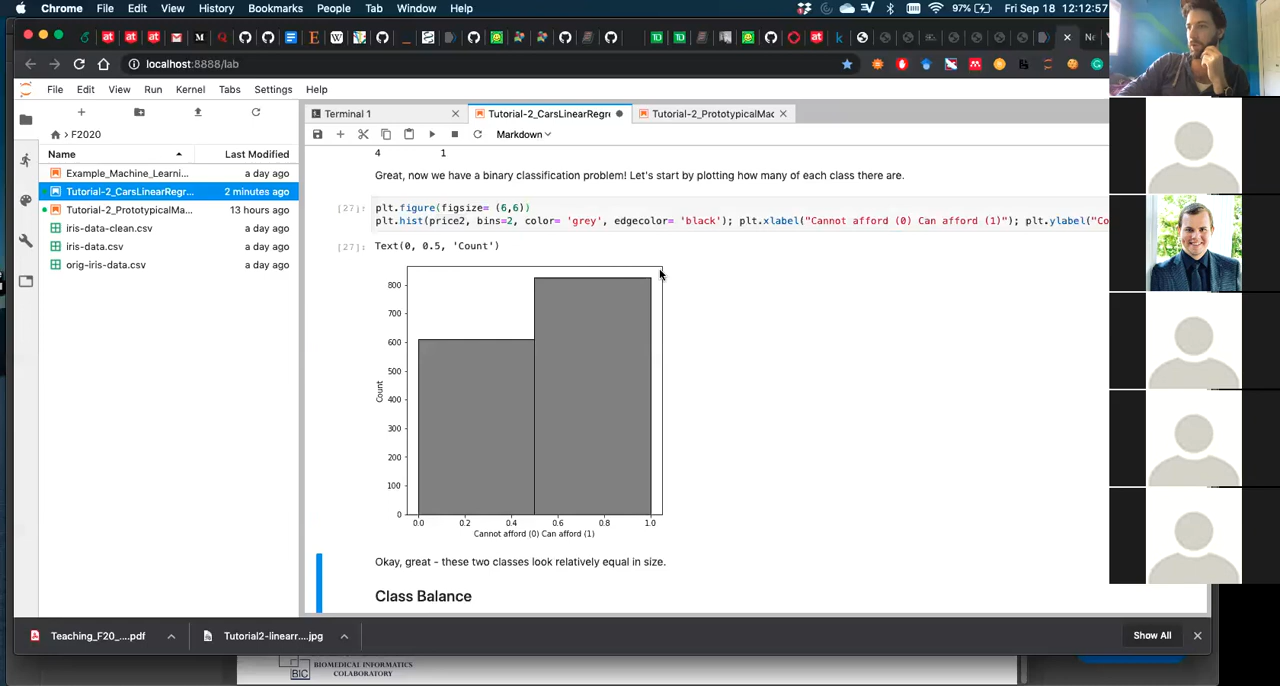 Chrome File Edit View History Bookmarks People Tab Window Help 97% Fri Sep 18 12:12:57
localhost:8888/lab
File Edit View Run Kernel Tabs Settings Help
Terminal 1 Tutorial-2_CarsLinearRegre Tutorial-2_PrototypicalMac
F2020
Markdown
Name Last Modified
Example_Machine_Learni... a day ago
Tutorial-2_CarsLinearRegr... 2 minutes ago
Tutorial-2_PrototypicalMa... 13 hours ago
iris-data-clean.csv a day ago
iris-data.csv a day ago
orig-iris-data.csv a day ago
4 1
Great, now we have a binary classification problem! Let's start by plotting how many of each class there are.
[27]: plt.figure(figsize= (6,6))
plt.hist(price2, bins=2, color= 'grey', edgecolor= 'black'); plt.xlabel("Cannot afford (0) Can afford (1)"); plt.ylabel("Co
[27]: Text(0, 0.5, 'Count')
800
700
600
500
400
300
200
100
0
Count
0.0 0.2 0.4 0.6 0.8 1.0
Cannot afford (0) Can afford (1)
Okay, great - these two classes look relatively equal in size.
Class Balance
Teaching_F20_....pdf Tutorial2-linearr....jpg Show All
BIC BIOMEDICAL INFORMATICS
COLABORATORY